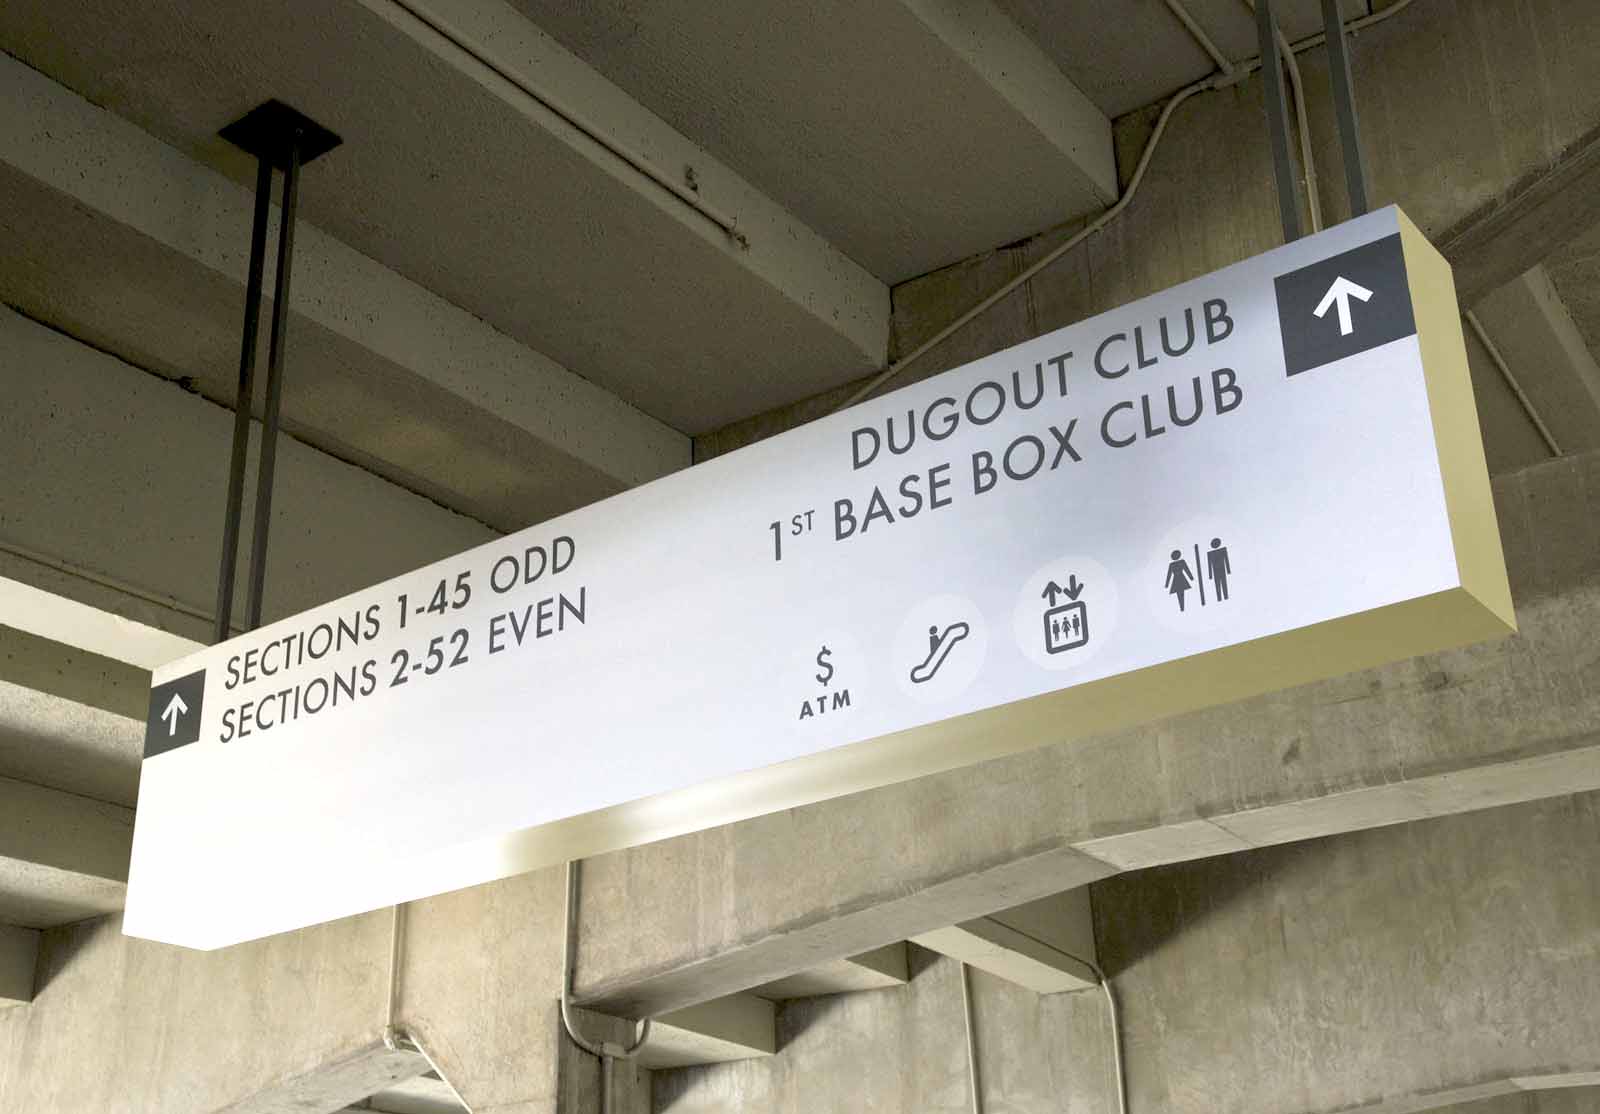 SECTIONS 1-45 ODD
SECTIONS 2-52 EVEN
DUGOUT CLUB
1ST BASE BOX CLUB
$
ATM